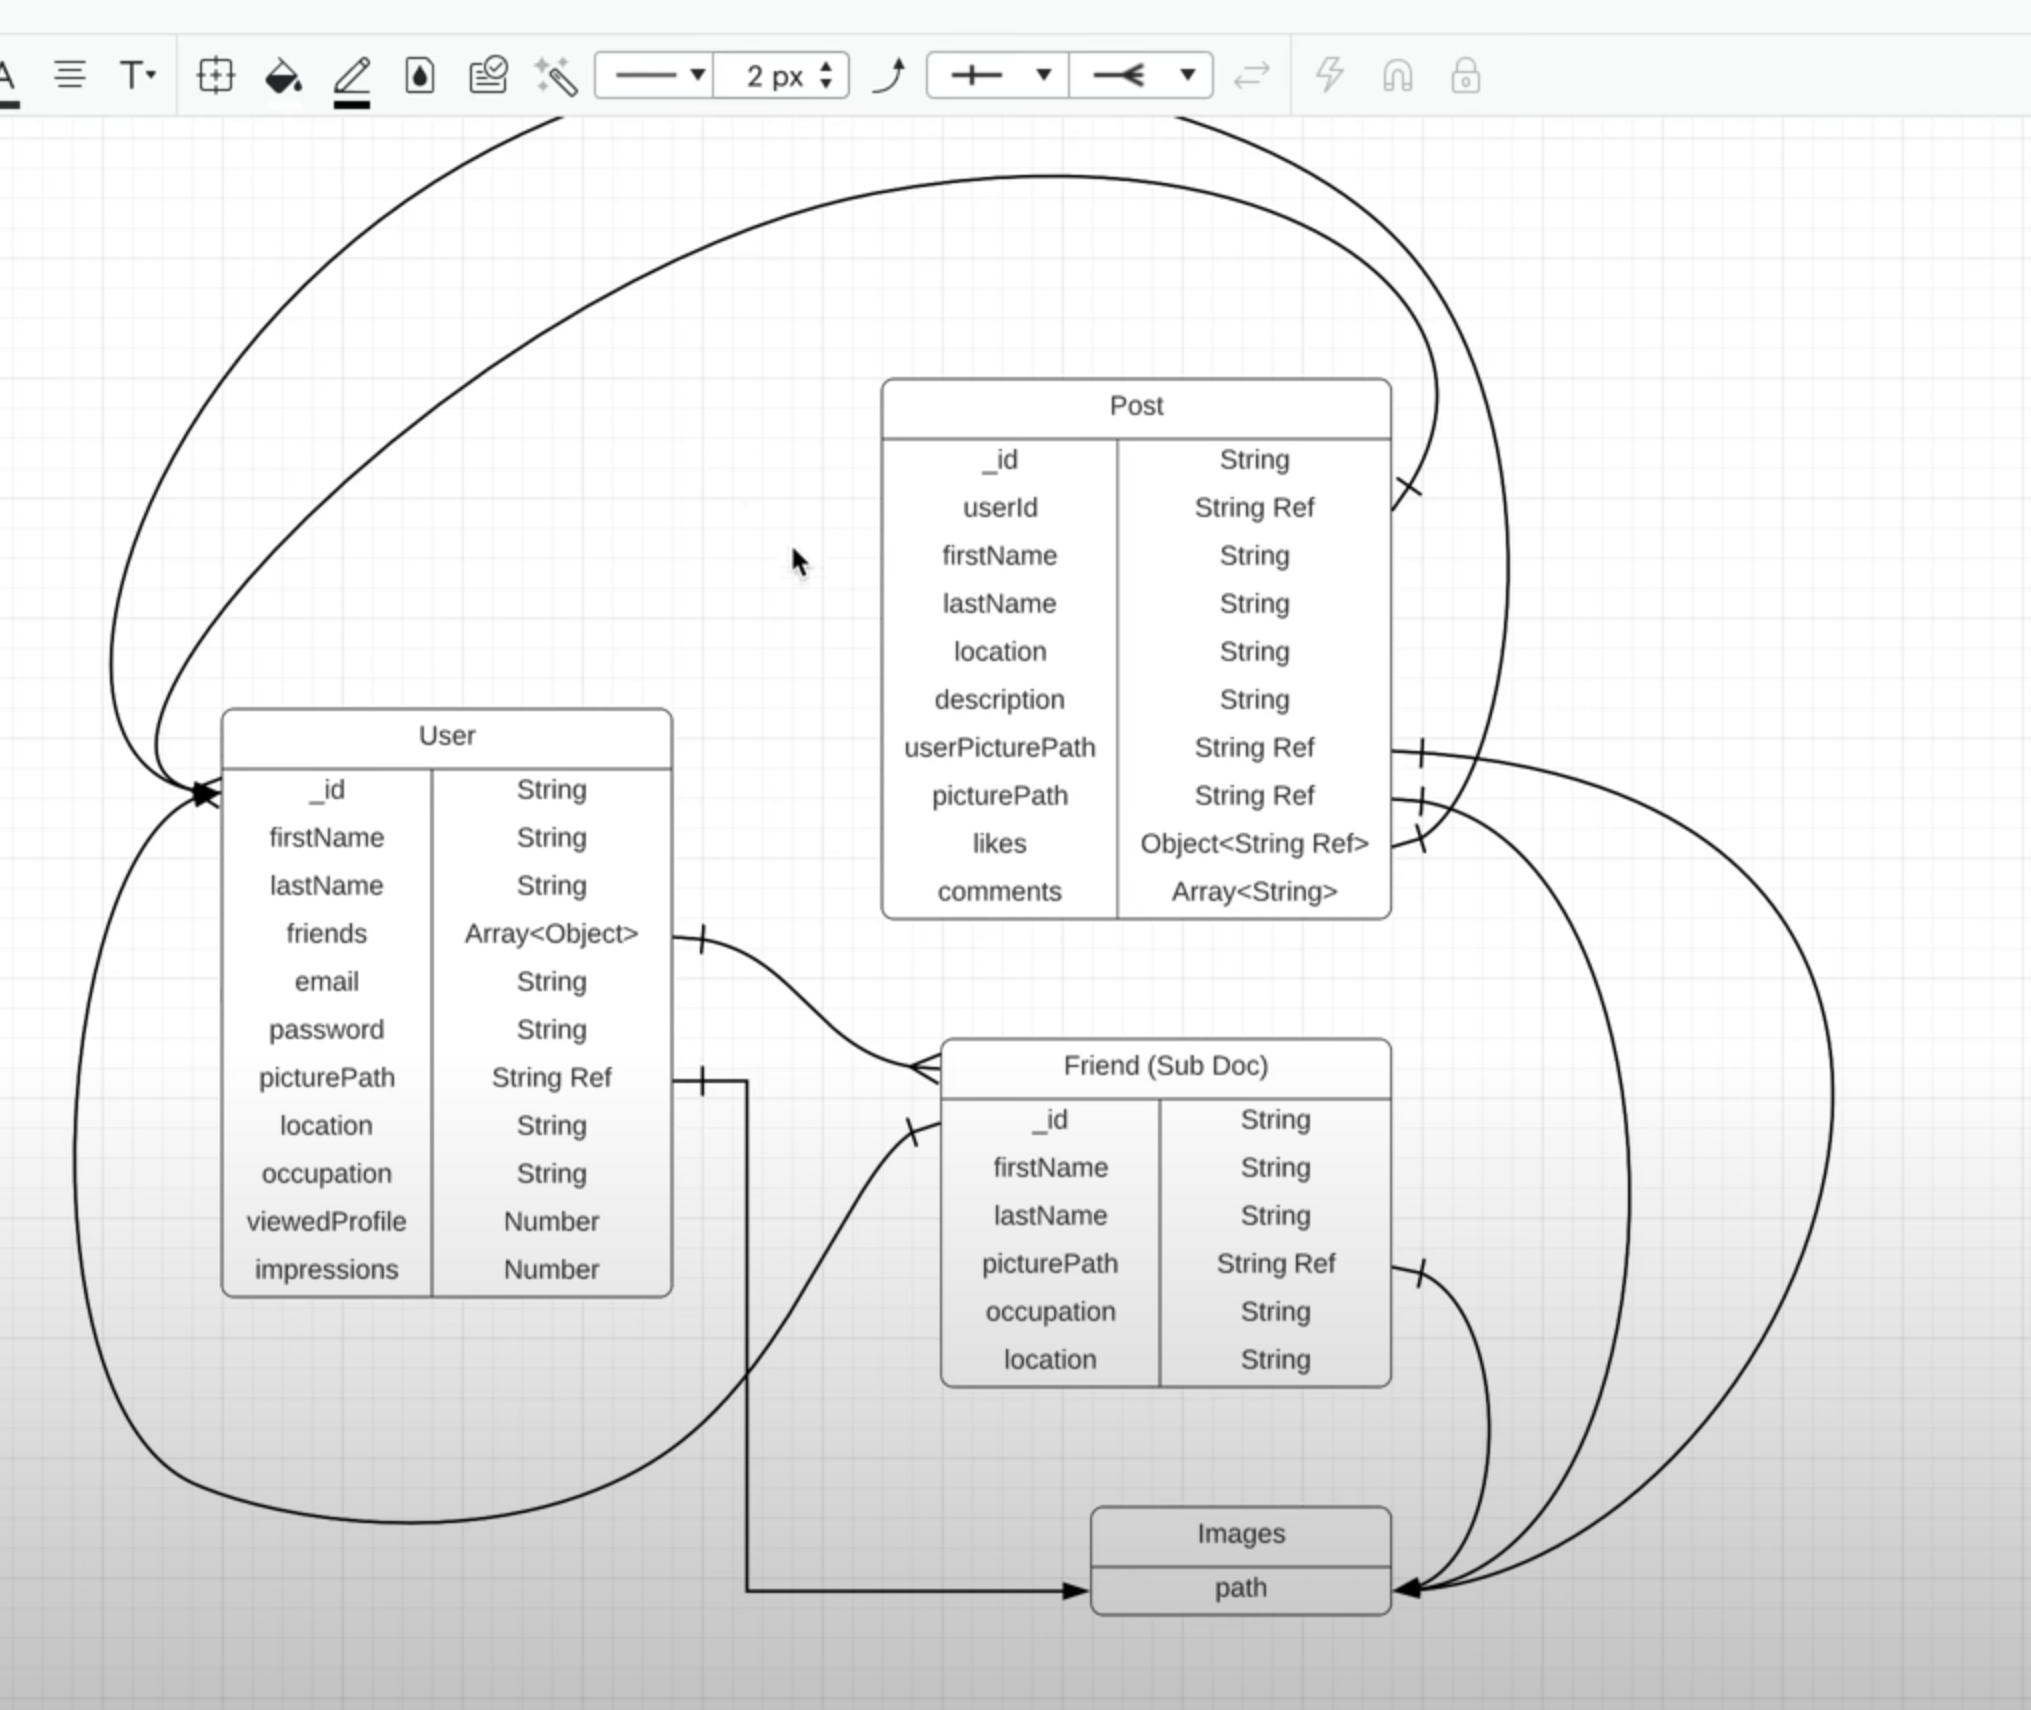 A T 2 px
Post
_id String
userId String Ref
firstName String
lastName String
location String
description String
userPicturePath String Ref
picturePath String Ref
likes Object<String Ref>
comments Array<String>
User
_id String
firstName String
lastName String
friends Array<Object>
email String
password String
picturePath String Ref
location String
occupation String
viewedProfile Number
impressions Number
Friend (Sub Doc)
_id String
firstName String
lastName String
picturePath String Ref
occupation String
location String
Images
path